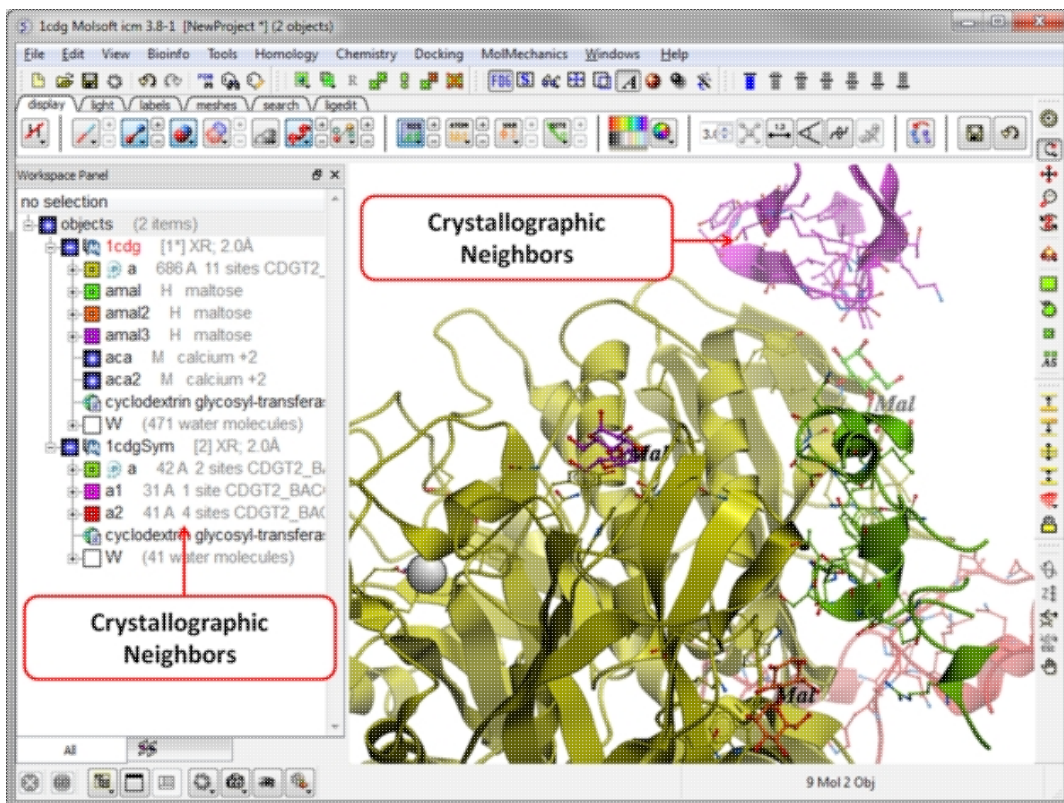 1cdg Molsoft icm 3.8-1 [NewProject *] (2 objects)
File Edit View Bioinfo Tools Homology Chemistry Docking MolMechanics Windows Help
display light labels meshes search ligedit
Workspace Panel
no selection
objects (2 items)
1cdg [1*] XR; 2.0Å
a 686 A 11 sites CDGT2_
amal H maltose
amal2 H maltose
amal3 H maltose
aca M calcium +2
aca2 M calcium +2
cyclodextrin glycosyl-transferas
W (471 water molecules)
1cdgSym [2] XR; 2.0Å
a 42 A 2 sites CDGT2_BA
a1 31 A 1 site CDGT2_BAC
a2 41 A 4 sites CDGT2_BAC
cyclodextrin glycosyl-transferas
W (41 water molecules)
Crystallographic
Neighbors
Crystallographic
Neighbors
Mal
Mal
Mal
All
9 Mol 2 Obj